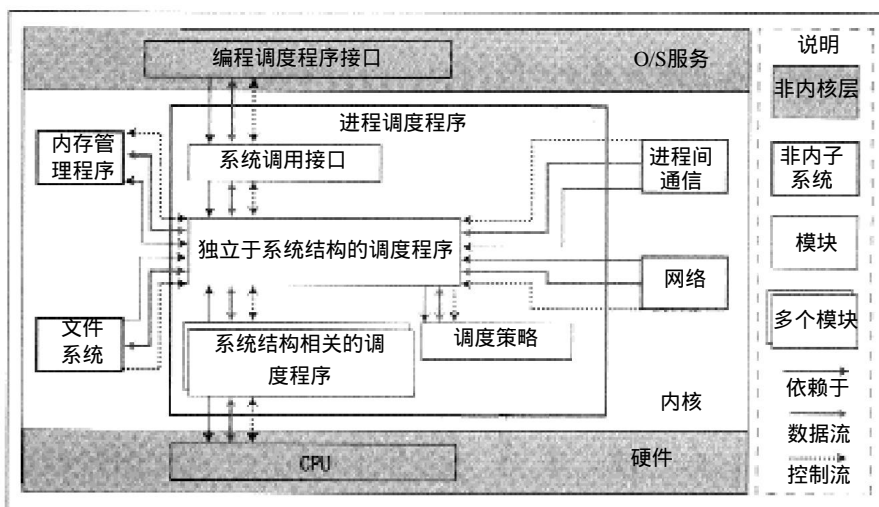 编程调度程序接口
O/S服务
进程调度程序
系统调用接口
内存管
理程序
进程间
通信
独立于系统结构的调度程序
网络
文件
系统
系统结构相关的调
度程序
调度策略
内核
CPU
硬件
说明
非内核层
非内子
系统
模块
多个模块
依赖于
数据流
控制流